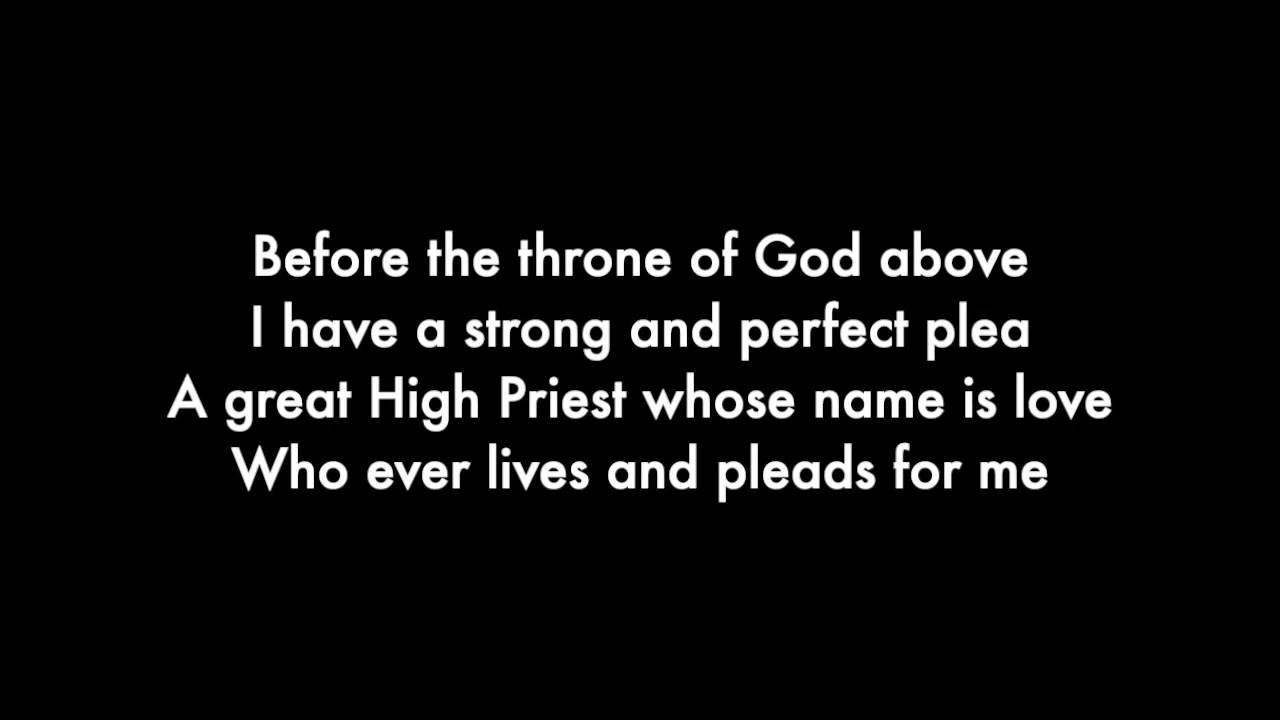 Before the throne of God above
I have a strong and perfect plea
A great High Priest whose name is love
Who ever lives and pleads for me